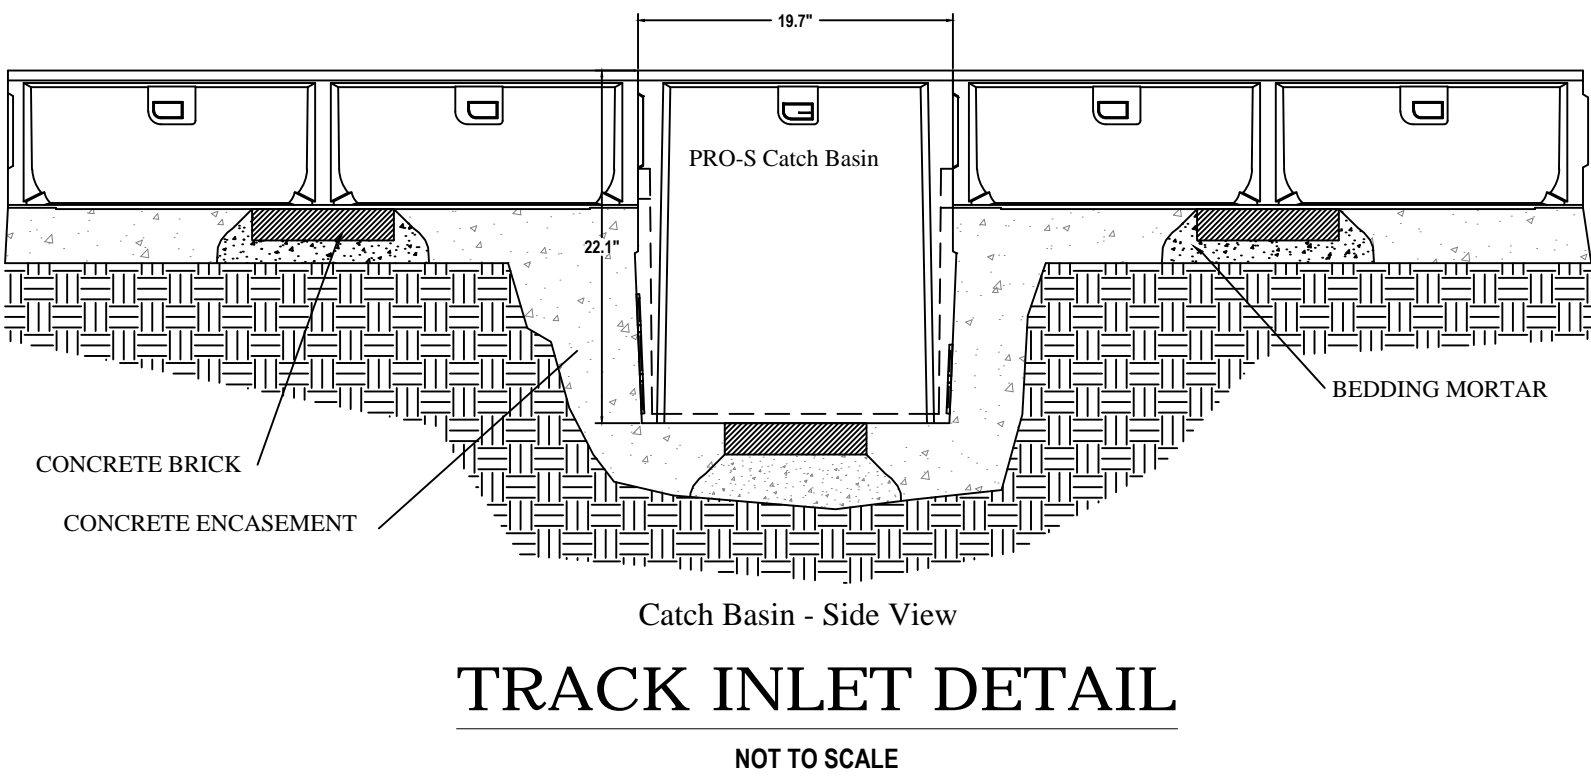 19.7"
PRO-S Catch Basin
22.1"
BEDDING MORTAR
CONCRETE BRICK
CONCRETE ENCASEMENT
Catch Basin - Side View
TRACK INLET DETAIL
NOT TO SCALE